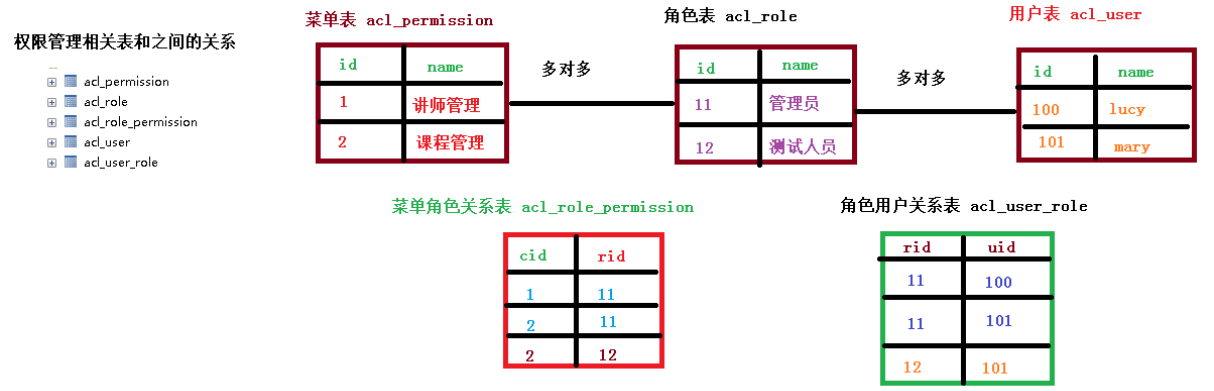 权限管理相关表和之间的关系
acl_permission
acl_role
acl_role_permission
acl_user
acl_user_role
菜单表 acl_permission
id name
1 讲师管理
2 课程管理
多对多
角色表 acl_role
id name
11 管理员
12 测试人员
多对多
用户表 acl_user
id name
100 lucy
101 mary
菜单角色关系表 acl_role_permission
cid rid
1 11
2 11
2 12
角色用户关系表 acl_user_role
rid uid
11 100
11 101
12 101